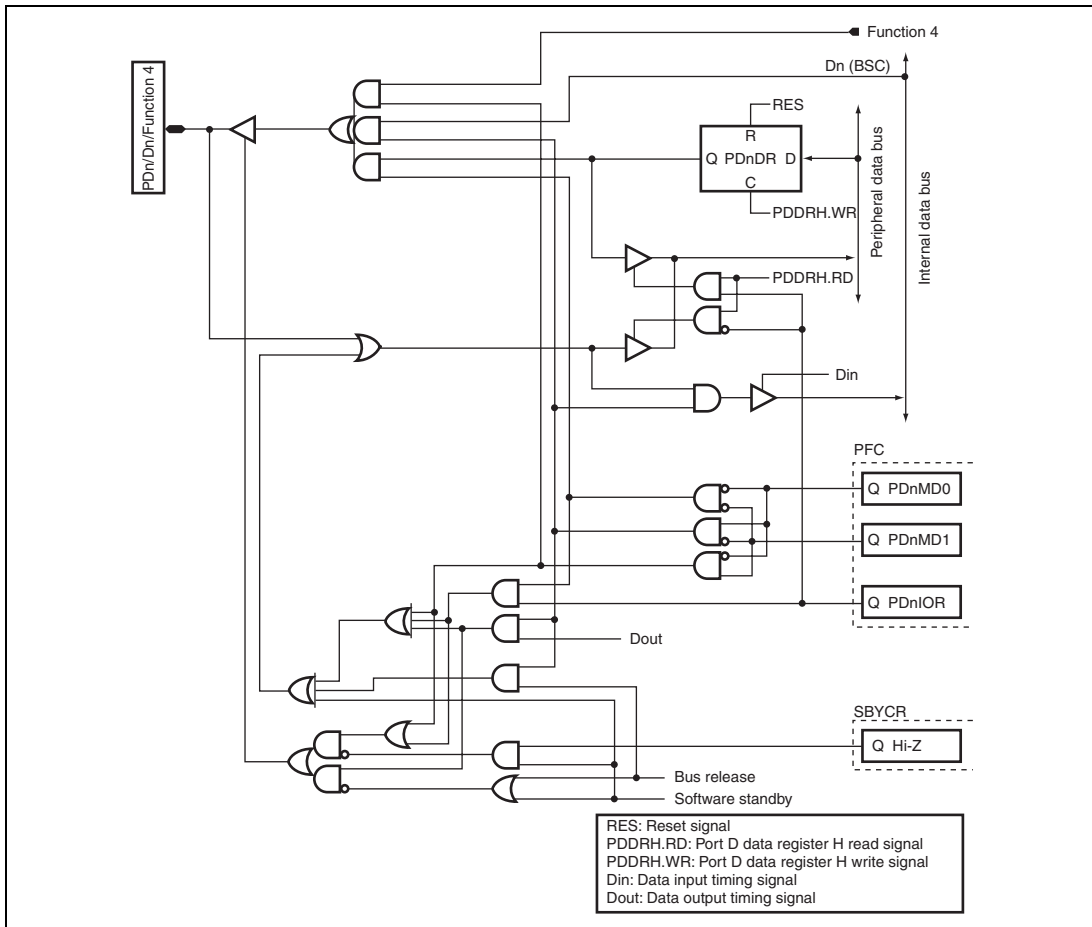 Function 4
Dn (BSC)
PDn/Dn/Function 4
RES
R
Q PDnDR D
C
PDDRH.WR
Peripheral data bus
Internal data bus
PDDRH.RD
Din
PFC
Q PDnMD0
Q PDnMD1
Q PDnIOR
Dout
SBYCR
Q Hi-Z
Bus release
Software standby
RES: Reset signal
PDDRH.RD: Port D data register H read signal
PDDRH.WR: Port D data register H write signal
Din: Data input timing signal
Dout: Data output timing signal